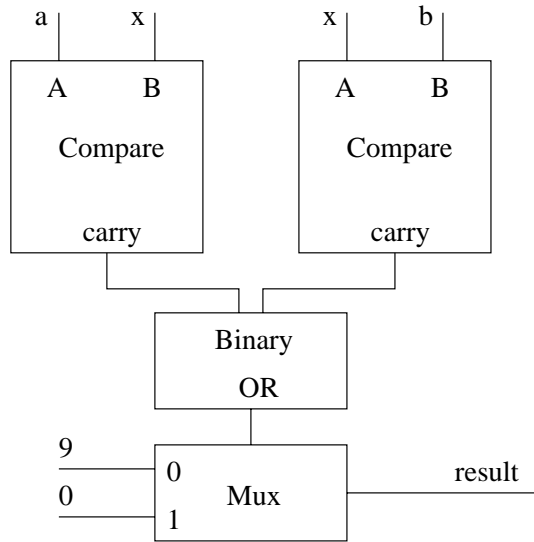 a x x b
A B A B
Compare Compare
carry carry
Binary
OR
9
0
result
0
Mux
1